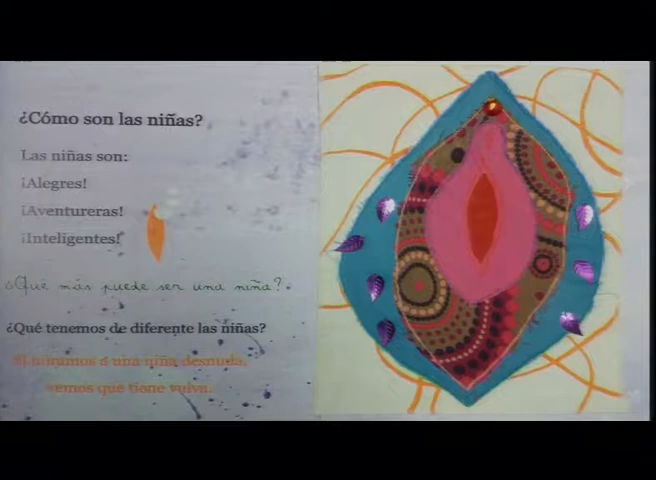 ¿Cómo son las niñas?
Las niñas son:
¡Alegres!
¡Aventureras!
¡Inteligentes!
¿Qué más puede ser una niña?
¿Qué tenemos de diferente las niñas?
Si miramos a una niña desnuda,
vemos que tiene vulva.